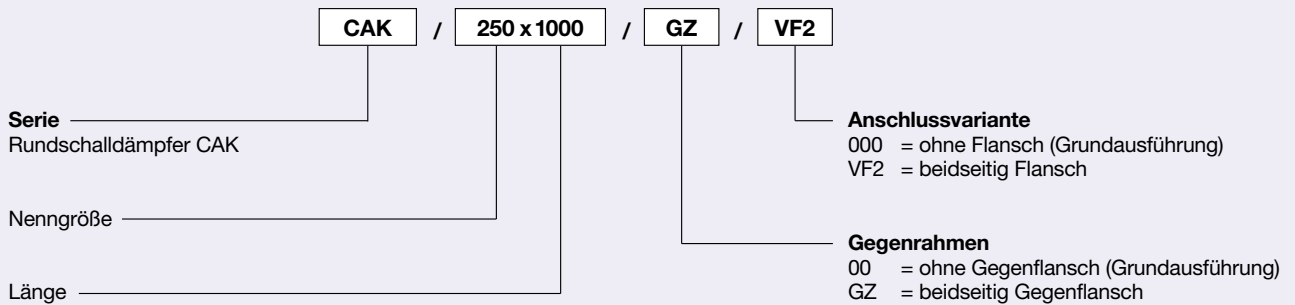 CAK / 250 x 1000 / GZ / VF2
Serie
Rundschalldämpfer CAK
Nenngröße
Länge
Anschlussvariante
000 = ohne Flansch (Grundausführung)
VF2 = beidseitig Flansch
Gegenrahmen
00 = ohne Gegenflansch (Grundausführung)
GZ = beidseitig Gegenflansch